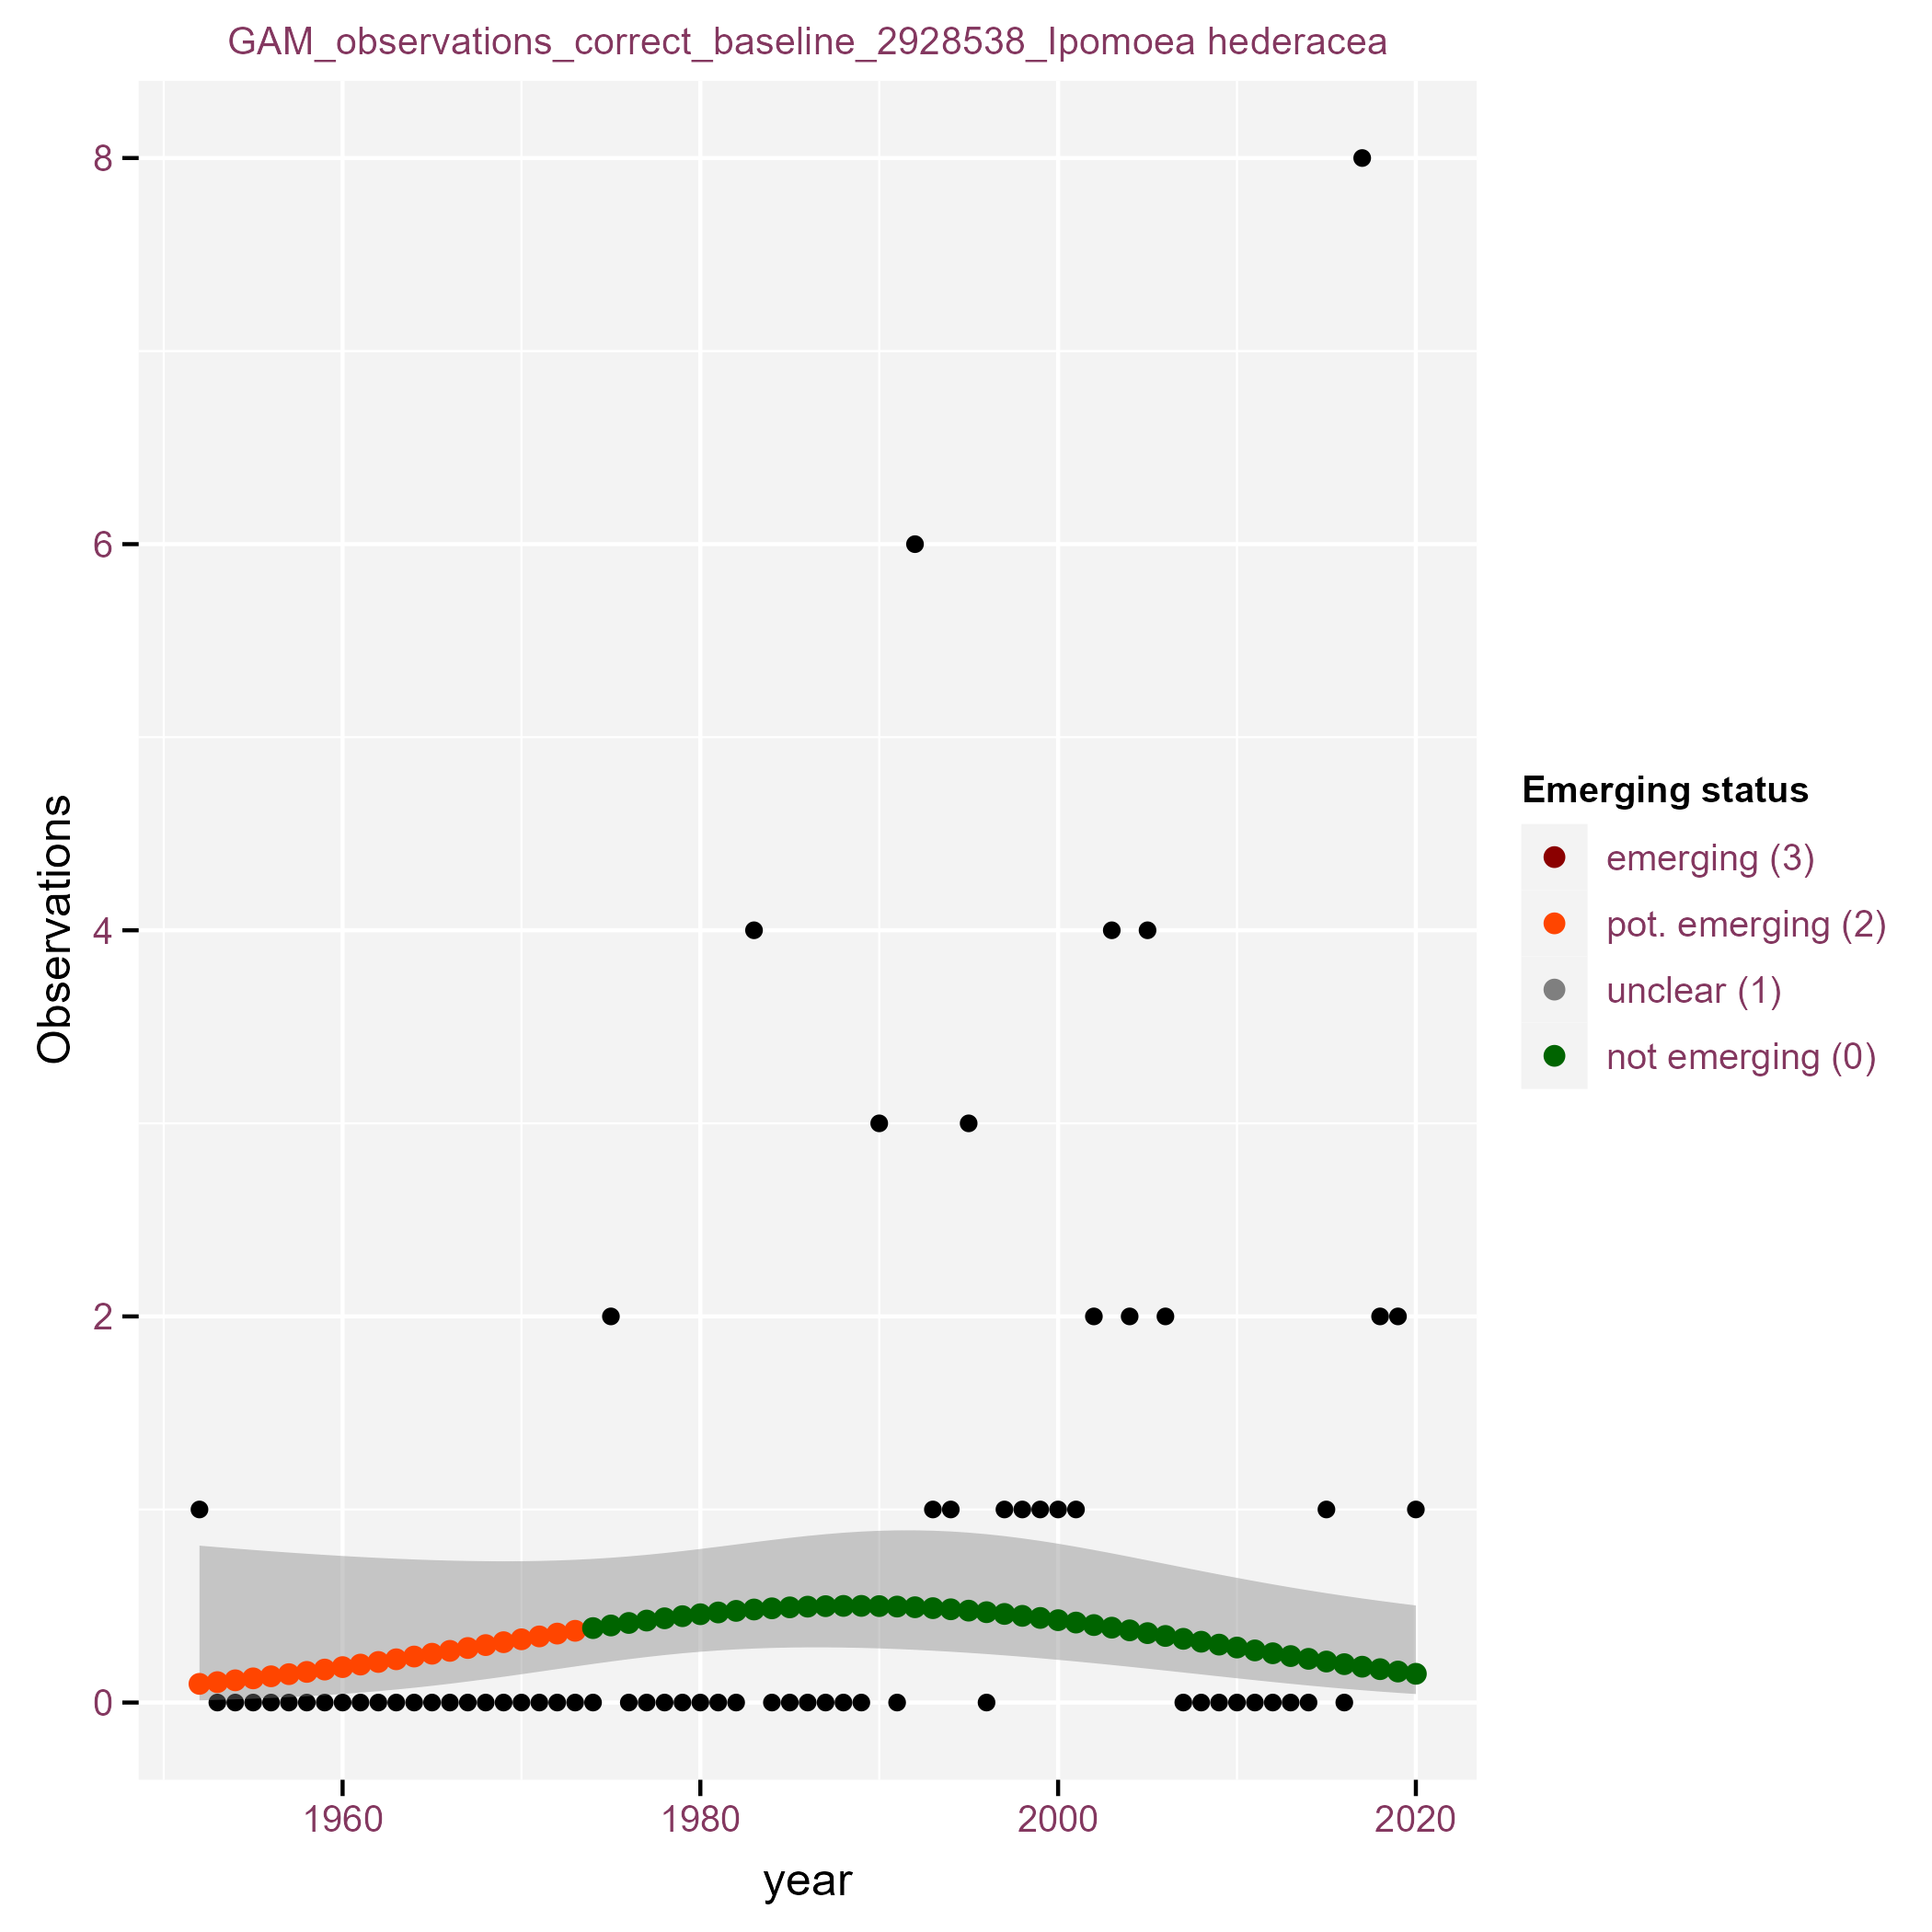 GAM_observations_correct_baseline_2928538_Ipomoea hederacea
Observations
8
6
4
2
0
1960
1980
2000
2020
year
Emerging status
emerging (3)
pot. emerging (2)
unclear (1)
not emerging (0)